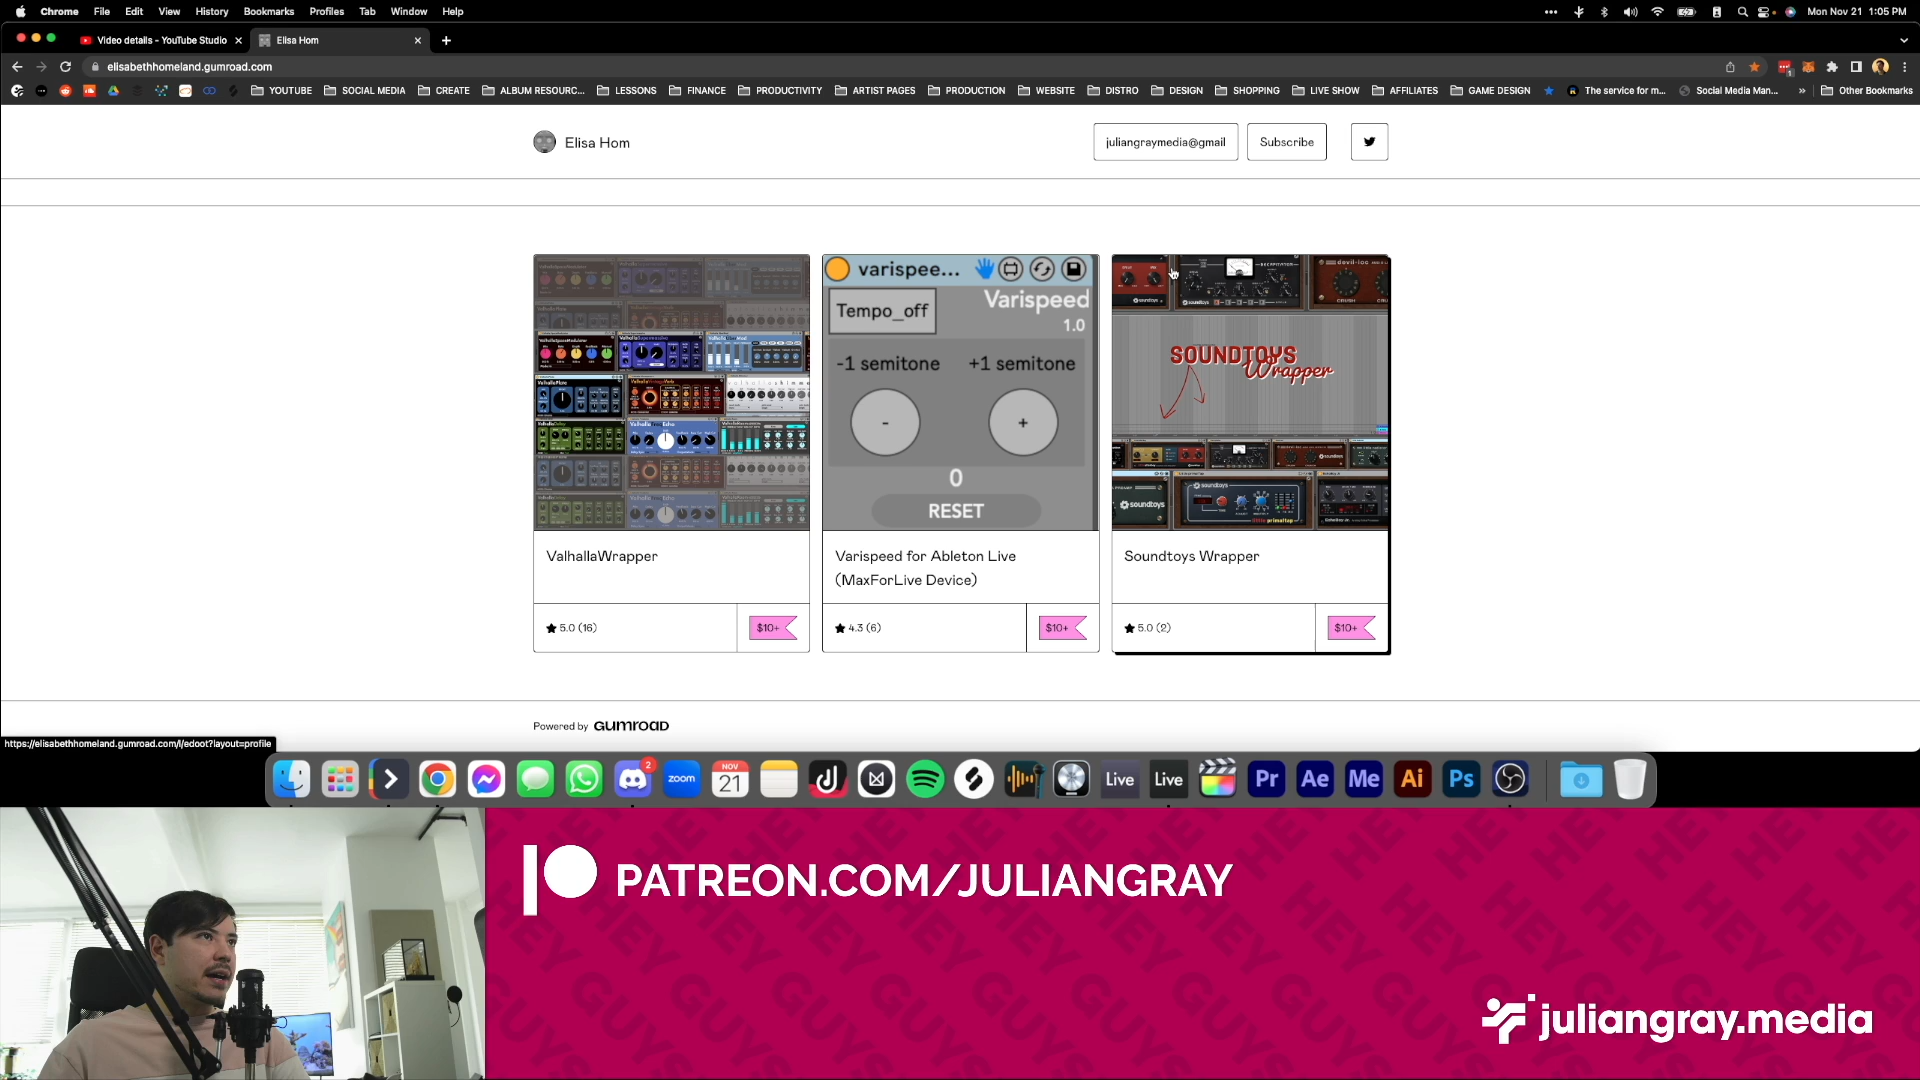 Chrome File Edit View History Bookmarks Profiles Tab Window Help
Mon Nov 21 1:05 PM
Video details - YouTube Studio
Elisa Hom
elisabethhomeland.gumroad.com
YOUTUBE SOCIAL MEDIA CREATE ALBUM RESOURC... LESSONS FINANCE PRODUCTIVITY ARTIST PAGES PRODUCTION WEBSITE DISTRO DESIGN SHOPPING LIVE SHOW AFFILIATES GAME DESIGN The service for m... Social Media Man... » Other Bookmarks
Elisa Hom
juliangraymedia@gmail
Subscribe
varispee...
Tempo_off
Varispeed
1.0
-1 semitone
+1 semitone
-
+
0
RESET
SOUNDTOYS
Wrapper
soundtoys
ValhallaWrapper
Varispeed for Ableton Live
(MaxForLive Device)
Soundtoys Wrapper
5.0 (16)
$10+
4.3 (6)
$10+
5.0 (2)
$10+
Powered by GUMROAD
https://elisabethhomeland.gumroad.com/l/edoot?layout=profile
2
zoom
NOV
21
Live
Live
Pr
Ae
Me
Ai
Ps
PATREON.COM/JULIANGRAY
HEY GUYS
juliangray.media